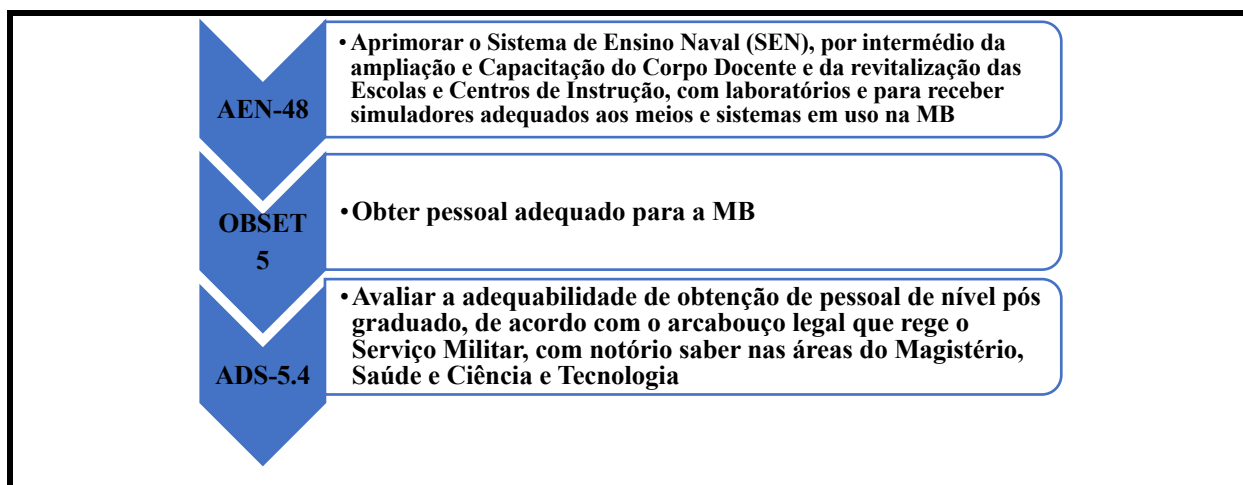 AEN-48
•Aprimorar o Sistema de Ensino Naval (SEN), por intermédio da
ampliação e Capacitação do Corpo Docente e da revitalização das
Escolas e Centros de Instrução, com laboratórios e para receber
simuladores adequados aos meios e sistemas em uso na MB
OBSET
5
•Obter pessoal adequado para a MB
ADS-5.4
•Avaliar a adequabilidade de obtenção de pessoal de nível pós
graduado, de acordo com o arcabouço legal que rege o
Serviço Militar, com notório saber nas áreas do Magistério,
Saúde e Ciência e Tecnologia